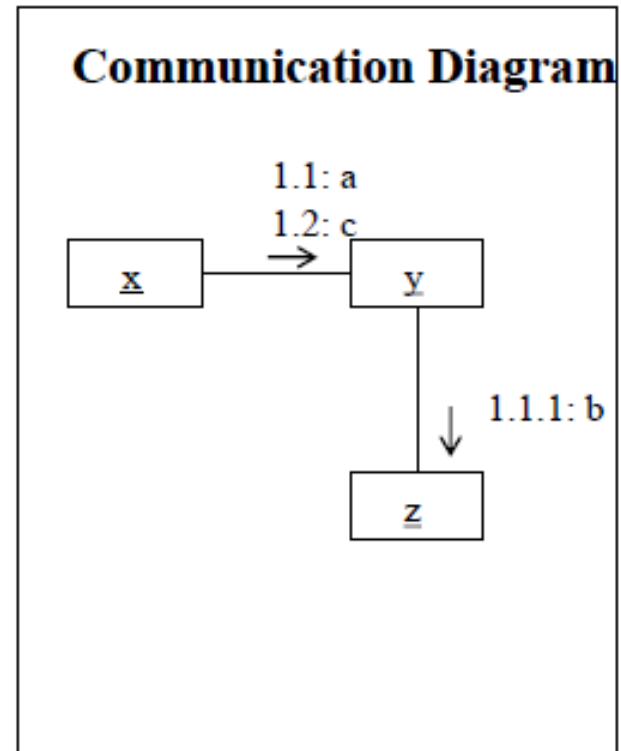 Communication Diagram
1.1: a
1.2: c
x
y
1.1.1: b
z